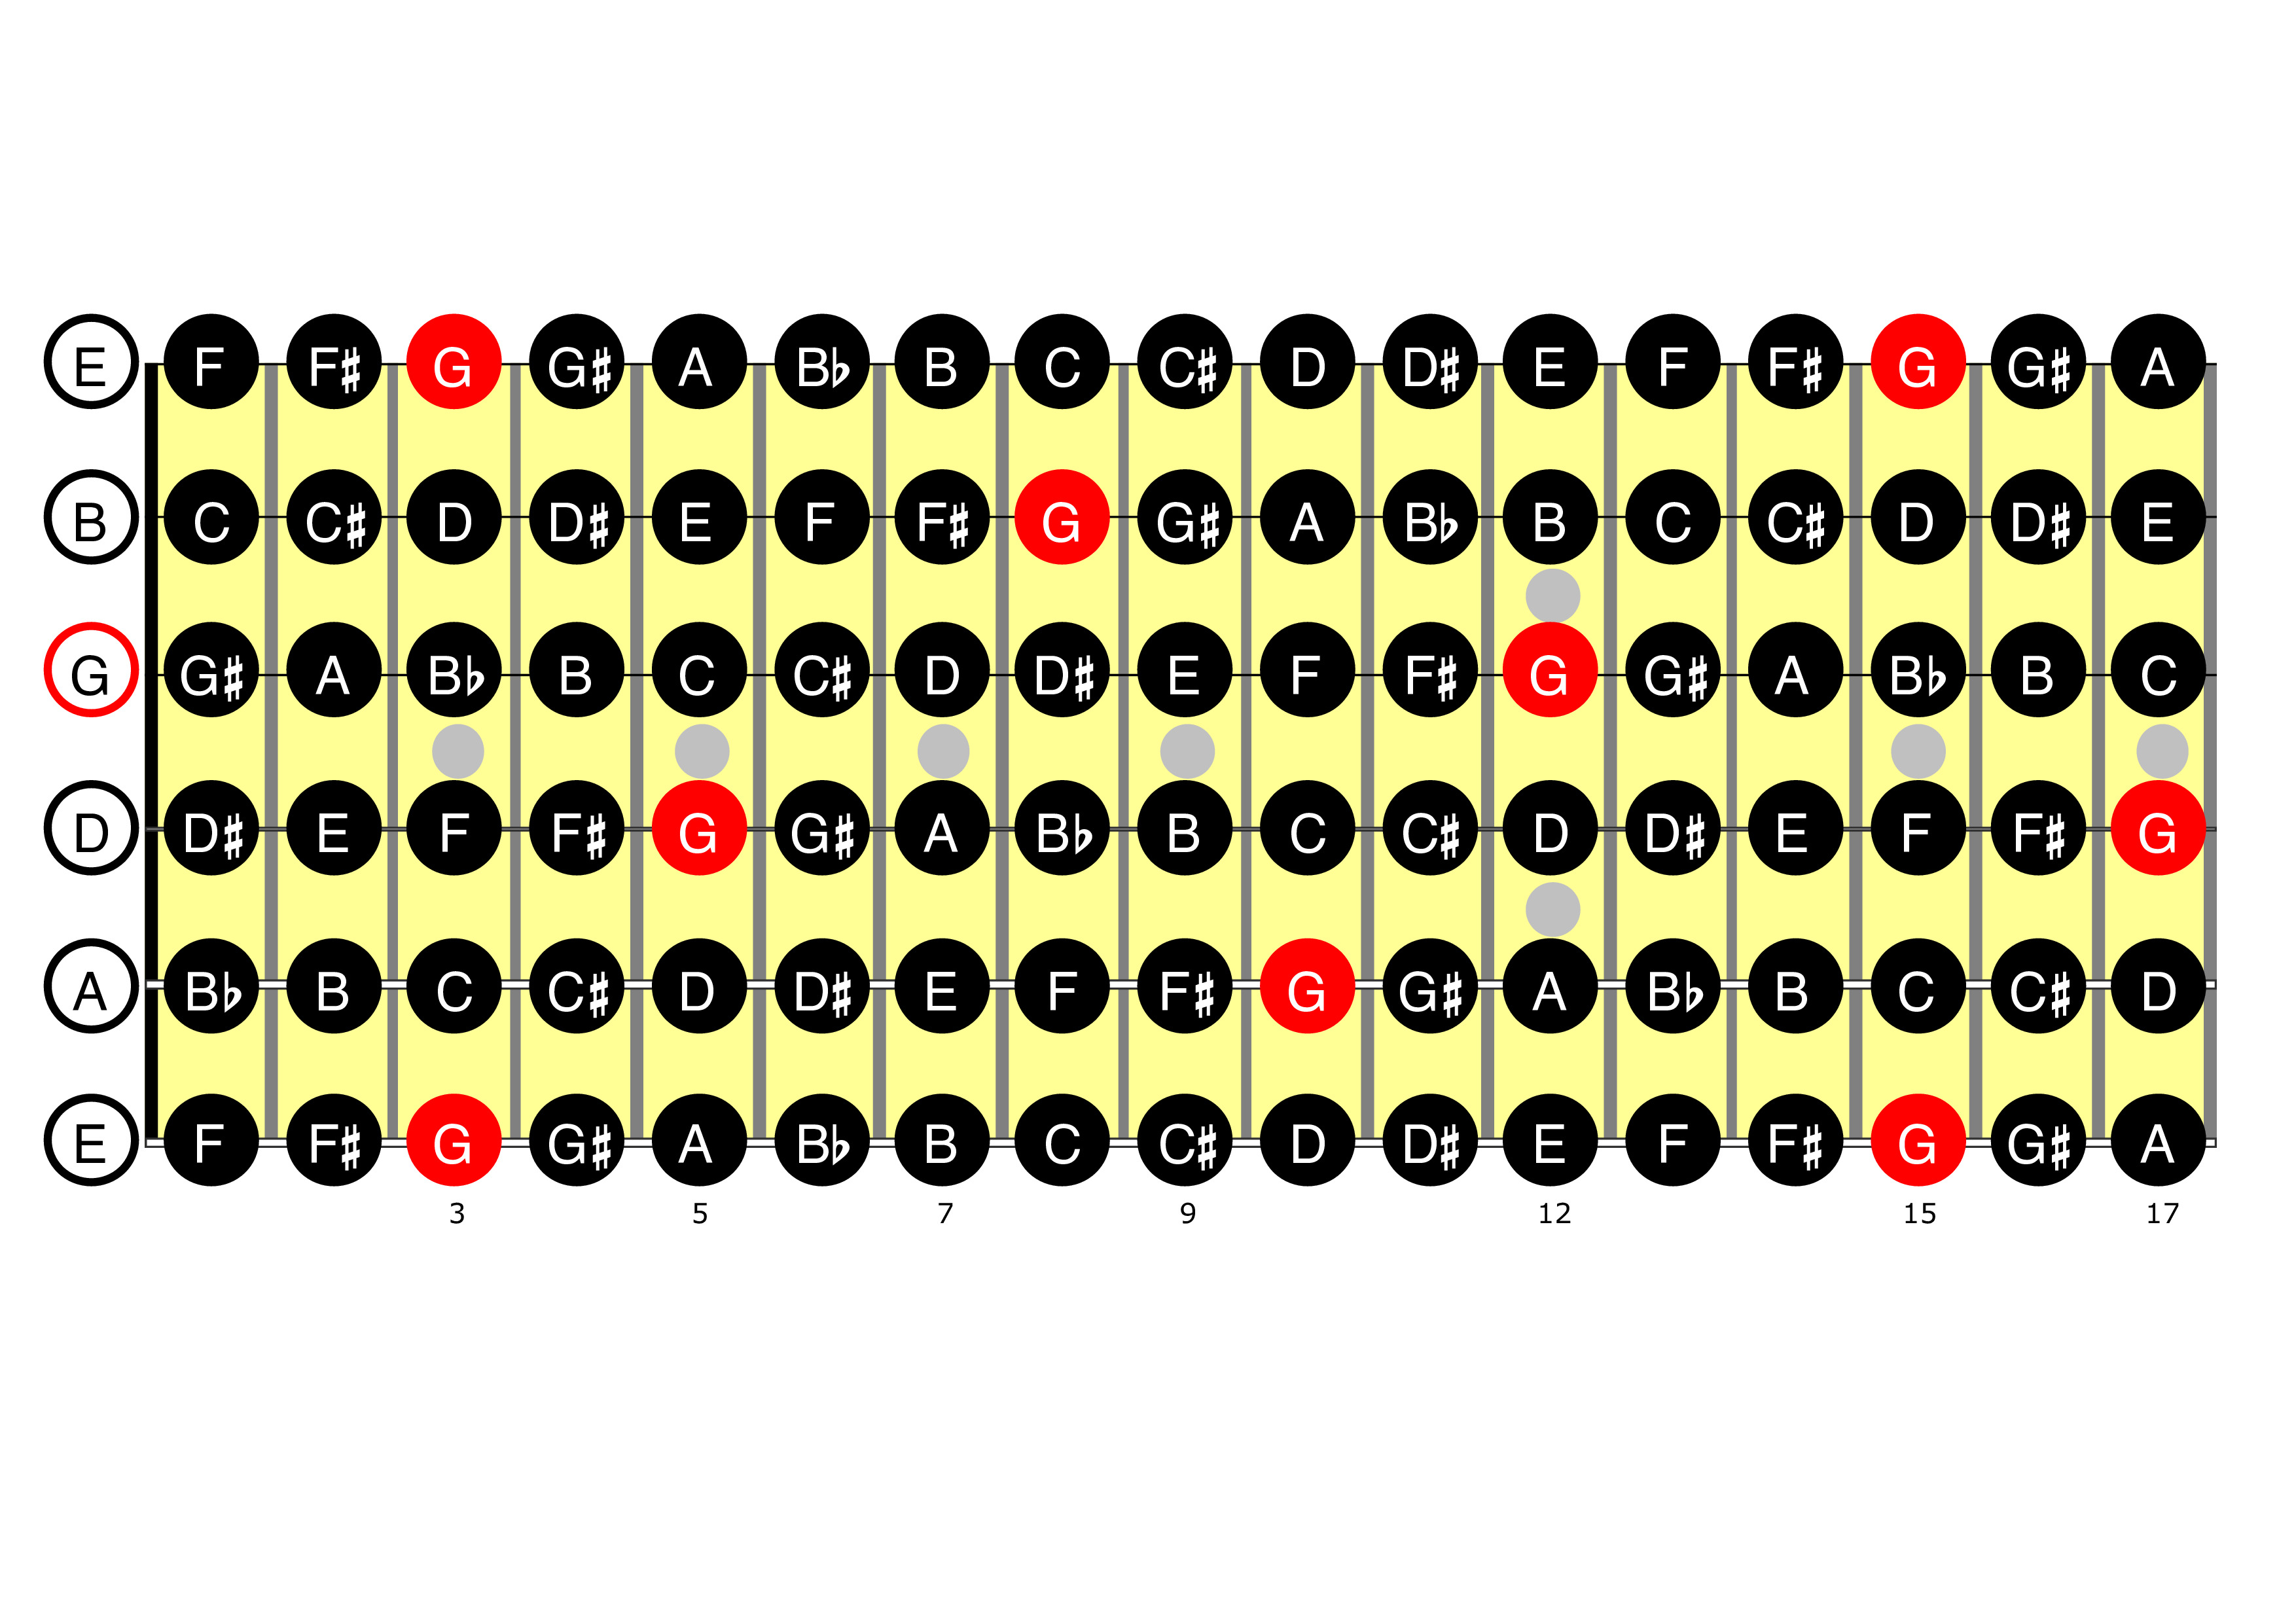 E F F♯ G G♯ A B♭ B C C♯ D D♯ E F F♯ G G♯ A
B C C♯ D D♯ E F F♯ G G♯ A B♭ B C C♯ D D♯ E
G G♯ A B♭ B C C♯ D D♯ E F F♯ G G♯ A B♭ B C
D D♯ E F F♯ G G♯ A B♭ B C C♯ D D♯ E F F♯ G
A B♭ B C C♯ D D♯ E F F♯ G G♯ A B♭ B C C♯ D
E F F♯ G G♯ A B♭ B C C♯ D D♯ E F F♯ G G♯ A
3 5 7 9 12 15 17